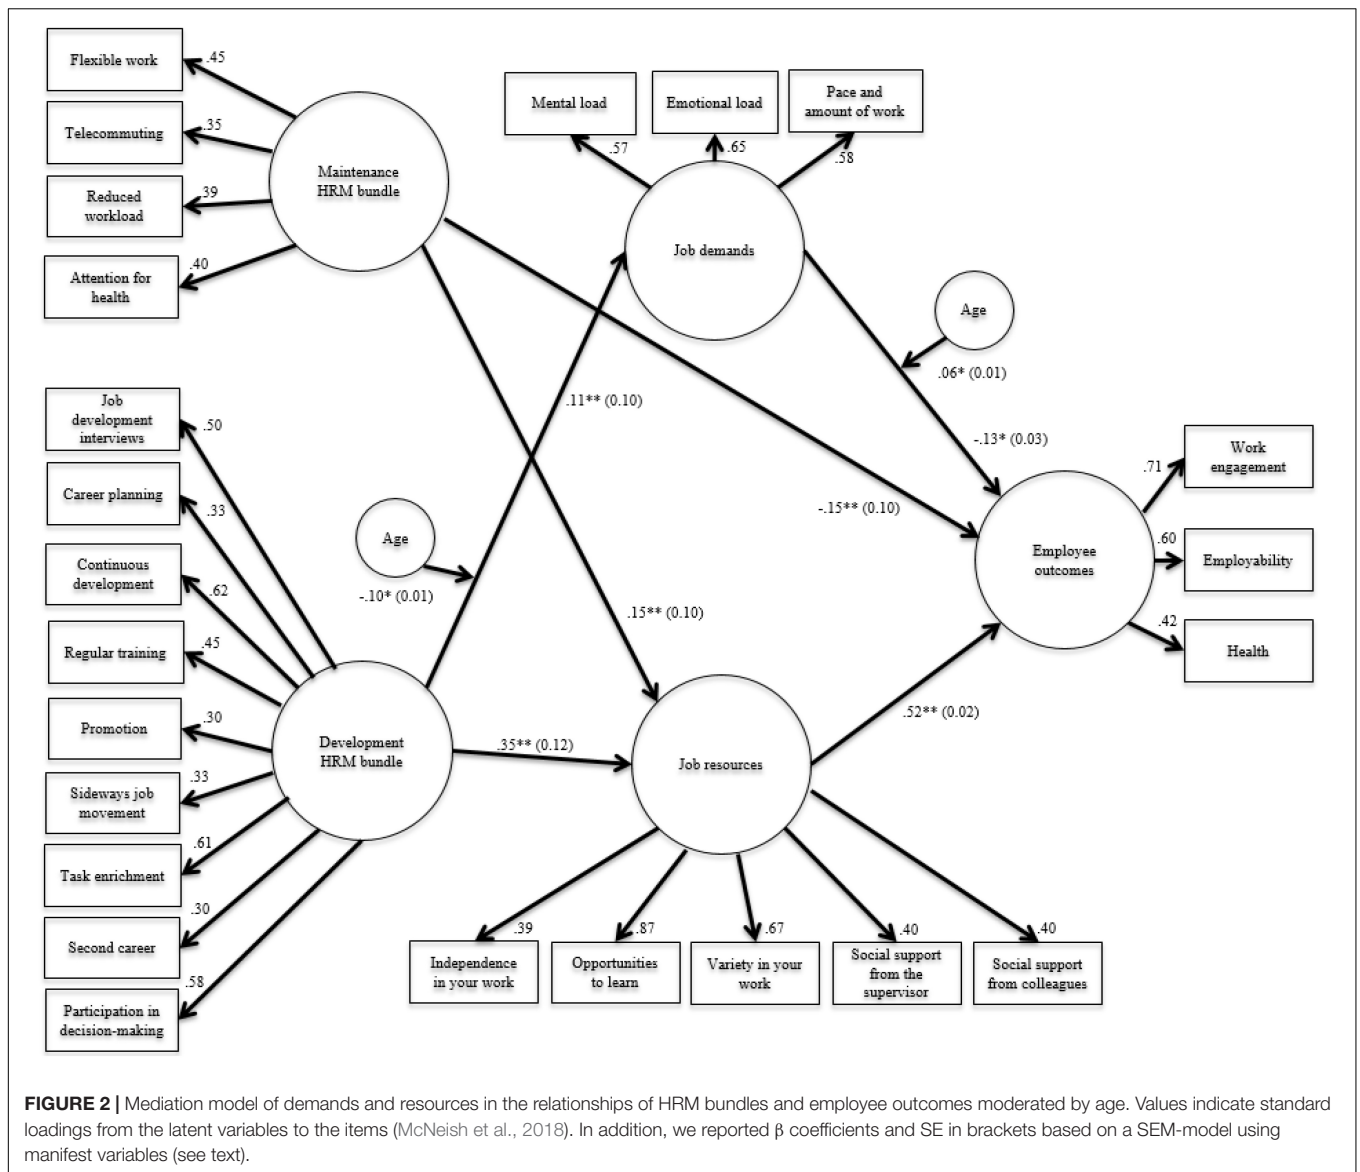 Flexible work
.45
Telecommuting
.35
Reduced
workload
.39
Attention for
health
.40
Maintenance
HRM bundle
Mental load
Emotional load
Pace and
amount of work
.57
.65
.58
Job demands
Age
.06* (0.01)
-.13* (0.03)
.11** (0.10)
-.15** (0.10)
Age
-.10* (0.01)
.15** (0.10)
Job
development
interviews
.50
Career planning
.33
Continuous
development
.62
Regular training
.45
Promotion
.30
Sideways job
movement
.33
Task enrichment
.61
Second career
.30
Participation in
decision-making
.58
Development
HRM bundle
.35** (0.12)
Job resources
.52** (0.02)
Employee
outcomes
.71
Work
engagement
.60
Employability
.42
Health
.39
.87
.67
.40
.40
Independence
in your work
Opportunities
to learn
Variety in your
work
Social support
from the
supervisor
Social support
from colleagues
FIGURE 2 | Mediation model of demands and resources in the relationships of HRM bundles and employee outcomes moderated by age. Values indicate standard
loadings from the latent variables to the items (McNeish et al., 2018). In addition, we reported β coefficients and SE in brackets based on a SEM-model using
manifest variables (see text).